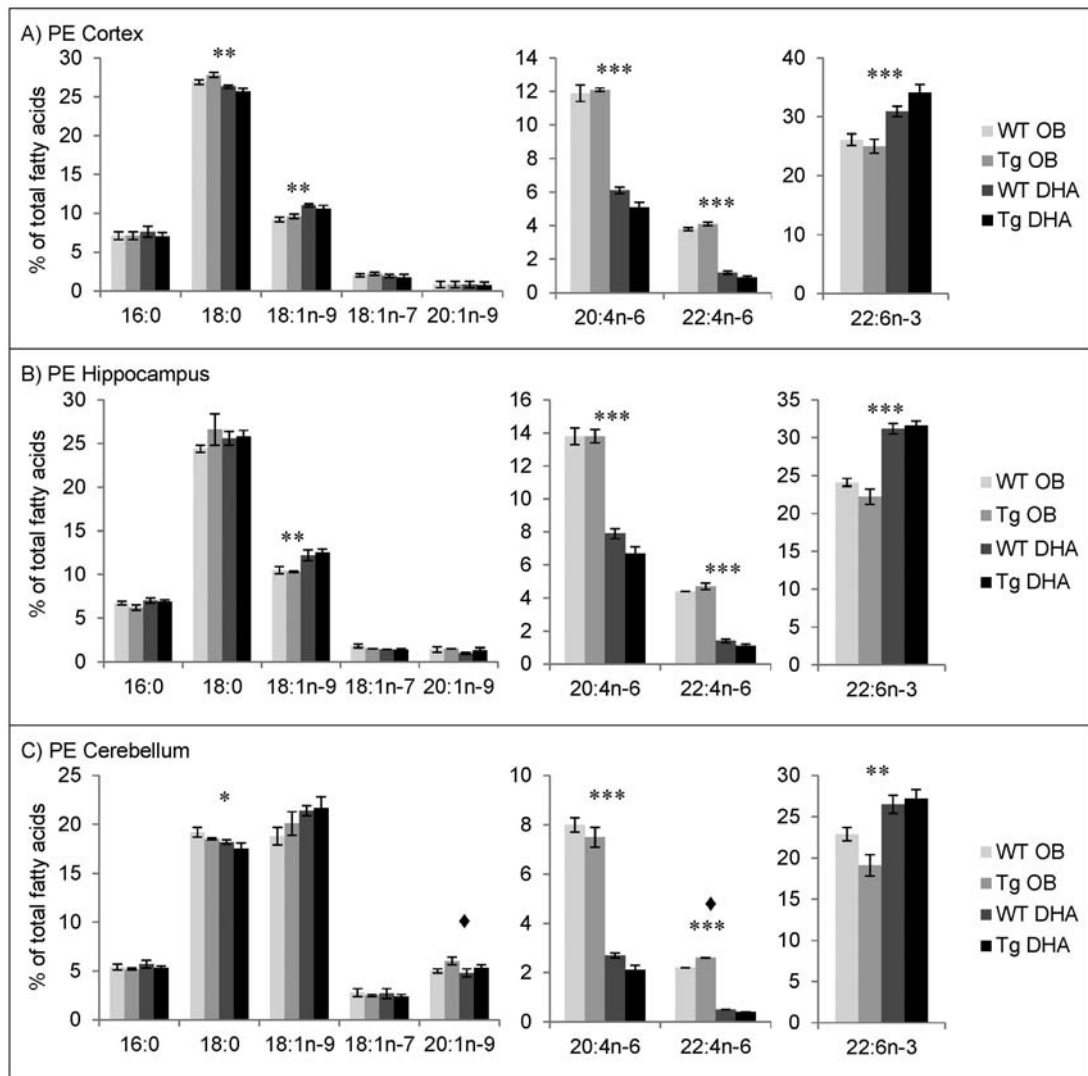 A) PE Cortex
% of total fatty acids
30
25
20
15
10
5
0
**
**
16:0 18:0 18:1n-9 18:1n-7 20:1n-9
14
12
10
8
6
4
2
0
***
***
20:4n-6 22:4n-6
40
30
20
10
0
***
22:6n-3
WT OB
Tg OB
WT DHA
Tg DHA
B) PE Hippocampus
% of total fatty acids
30
25
20
15
10
5
0
**
16:0 18:0 18:1n-9 18:1n-7 20:1n-9
16
14
12
10
8
6
4
2
0
***
***
20:4n-6 22:4n-6
35
30
25
20
15
10
5
0
***
22:6n-3
WT OB
Tg OB
WT DHA
Tg DHA
C) PE Cerebellum
% of total fatty acids
25
20
15
10
5
0
*
♦
16:0 18:0 18:1n-9 18:1n-7 20:1n-9
10
8
6
4
2
0
***
♦
***
20:4n-6 22:4n-6
30
25
20
15
10
5
0
**
22:6n-3
WT OB
Tg OB
WT DHA
Tg DHA